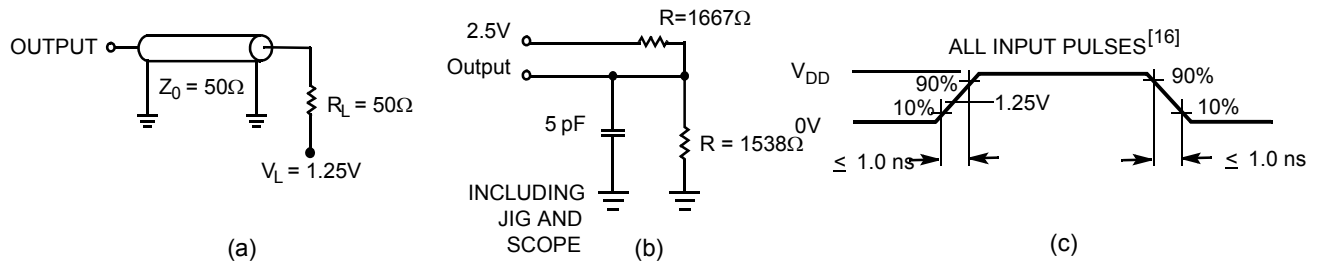 OUTPUT
Z0 = 50Ω
RL = 50Ω
VL = 1.25V
(a)
R=1667Ω
2.5V
Output
5 pF
R = 1538Ω
INCLUDING
JIG AND
SCOPE
(b)
ALL INPUT PULSES[16]
VDD
90%
90%
1.25V
10%
10%
0V
≤ 1.0 ns
≤ 1.0 ns
(c)